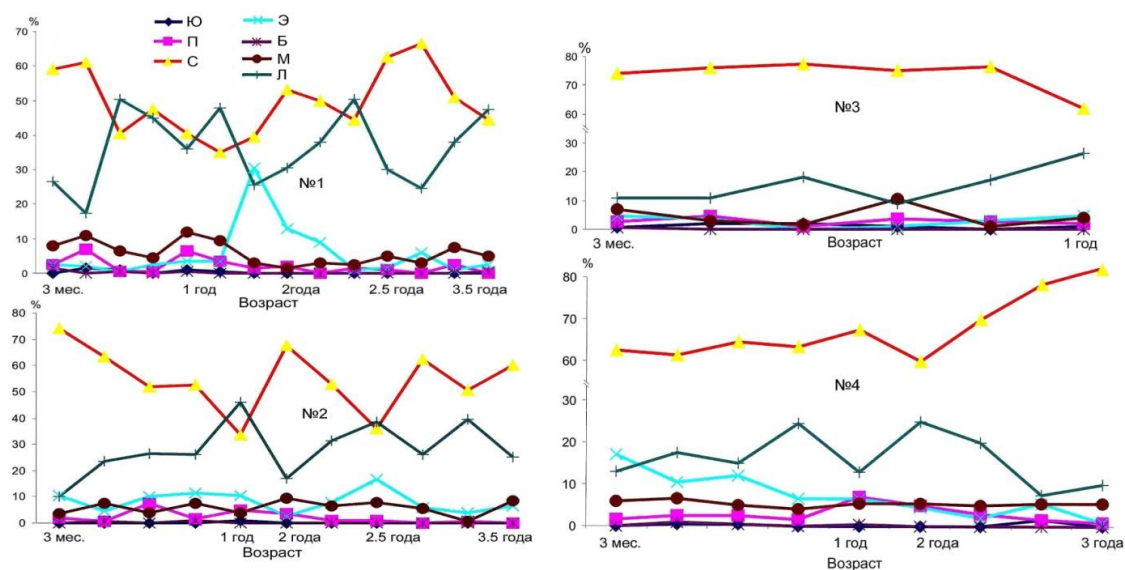 %
70
60
50
40
30
20
10
0
Ю
П
С
Э
Б
М
Л
№1
3 мес.
1 год
2года
2.5 года
3.5 года
Возраст
%
80
70
60
50
40
30
20
10
0
№2
3 мес.
1 год
2 года
2.5 года
3.5 года
Возраст
%
80
70
60
30
20
10
0
№3
3 мес.
Возраст
1 год
%
80
70
60
30
20
10
0
№4
3 мес.
1 год
2 года
3 года
Возраст